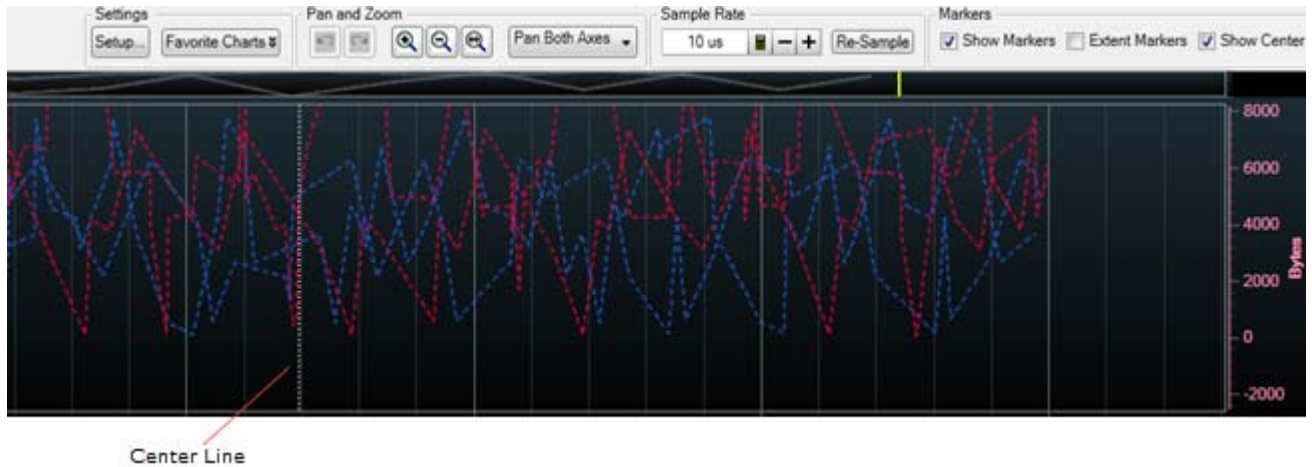 Settings
Pan and Zoom
Sample Rate
Markers
Setup...
Favorite Charts
Pan Both Axes
10 us
Re-Sample
Show Markers
Extent Markers
Show Center
8000
6000
4000
2000
0
-2000
Bytes
Center Line